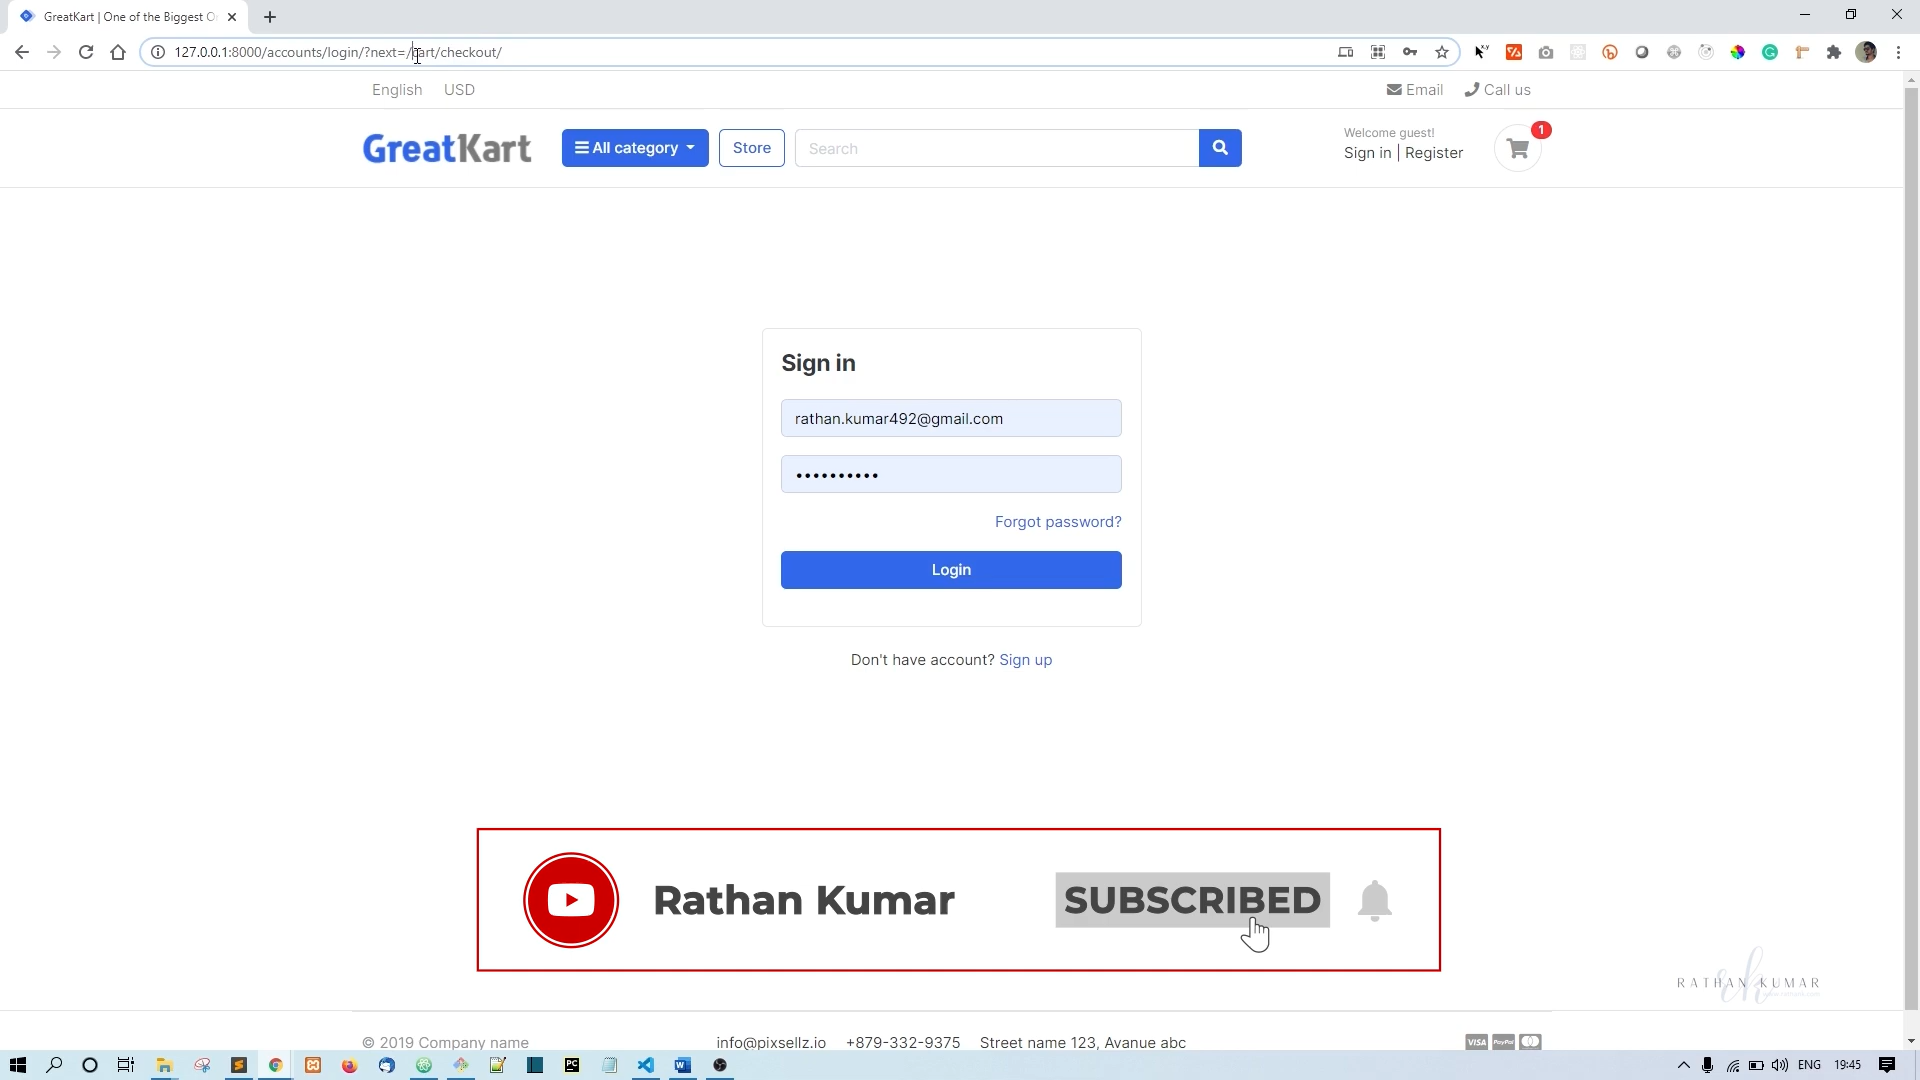 GreatKart | One of the Biggest O
127.0.0.1:8000/accounts/login/?next=/cart/checkout/
English USD
Email Call us
GreatKart
All category
Store
Search
Welcome guest!
Sign in | Register
1
Sign in
rathan.kumar492@gmail.com
••••••••••
Forgot password?
Login
Don't have account? Sign up
Rathan Kumar
SUBSCRIBED
RATHAN KUMAR
© 2019 Company name
info@pixsellz.io +879-332-9375 Street name 123, Avanue abc
VISA PayPal
ENG 19:45